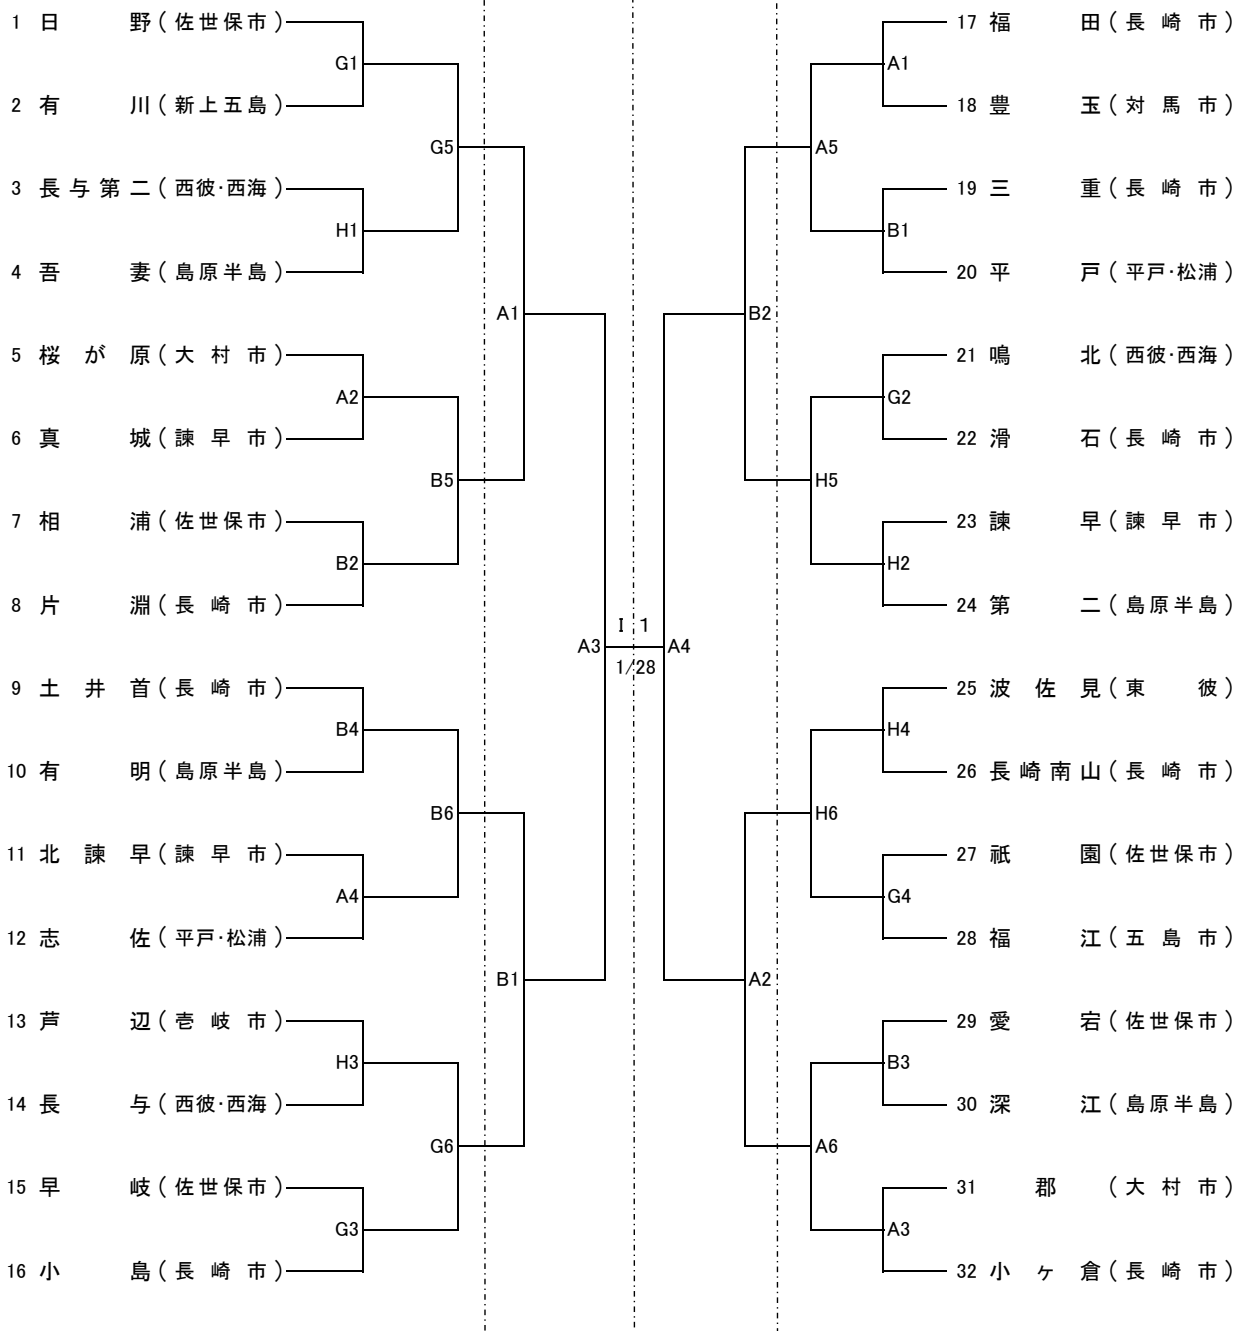 1 日 野 ( 佐世保市 )
G1
2 有 川 ( 新上五島 )
G5
3 長与第二 ( 西彼・西海 )
H1
4 吾 妻 ( 島原半島 )
A1
5 桜が原 ( 大村市 )
A2
6 真 城 ( 諫早市 )
B5
7 相 浦 ( 佐世保市 )
B2
8 片 淵 ( 長崎市 )
A3
9 土井首 ( 長崎市 )
B4
10 有 明 ( 島原半島 )
B6
11 北諫早 ( 諫早市 )
A4
12 志 佐 ( 平戸・松浦 )
B1
13 芦 辺 ( 壱岐市 )
H3
14 長 与 ( 西彼・西海 )
G6
15 早 岐 ( 佐世保市 )
G3
16 小 島 ( 長崎市 )
I 1
1/28
17 福 田 ( 長崎市 )
A1
18 豊 玉 ( 対馬市 )
A5
19 三 重 ( 長崎市 )
B1
20 平 戸 ( 平戸・松浦 )
B2
21 鳴 北 ( 西彼・西海 )
G2
22 滑 石 ( 長崎市 )
H5
23 諫 早 ( 諫早市 )
H2
24 第 二 ( 島原半島 )
A4
25 波佐見 ( 東 彼 )
H4
26 長崎南山 ( 長崎市 )
H6
27 祇 園 ( 佐世保市 )
G4
28 福 江 ( 五島市 )
A2
29 愛 宕 ( 佐世保市 )
B3
30 深 江 ( 島原半島 )
A6
31 郡 ( 大村市 )
A3
32 小ヶ倉 ( 長崎市 )